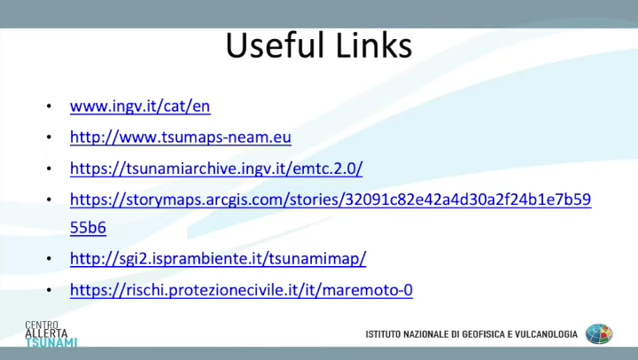 Useful Links
• www.ingv.it/cat/en
• http://www.tsumaps-neam.eu
• https://tsunamiarchive.ingv.it/emtc.2.0/
• https://storymaps.arcgis.com/stories/32091c82e42a4d30a2f24b1e7b59
55b6
• http://sgi2.isprambiente.it/tsunamimap/
• https://rischi.protezionecivile.it/it/maremoto-0
CENTRO
ALLERTA
TSUNAMI
ISTITUTO NAZIONALE DI GEOFISICA E VULCANOLOGIA